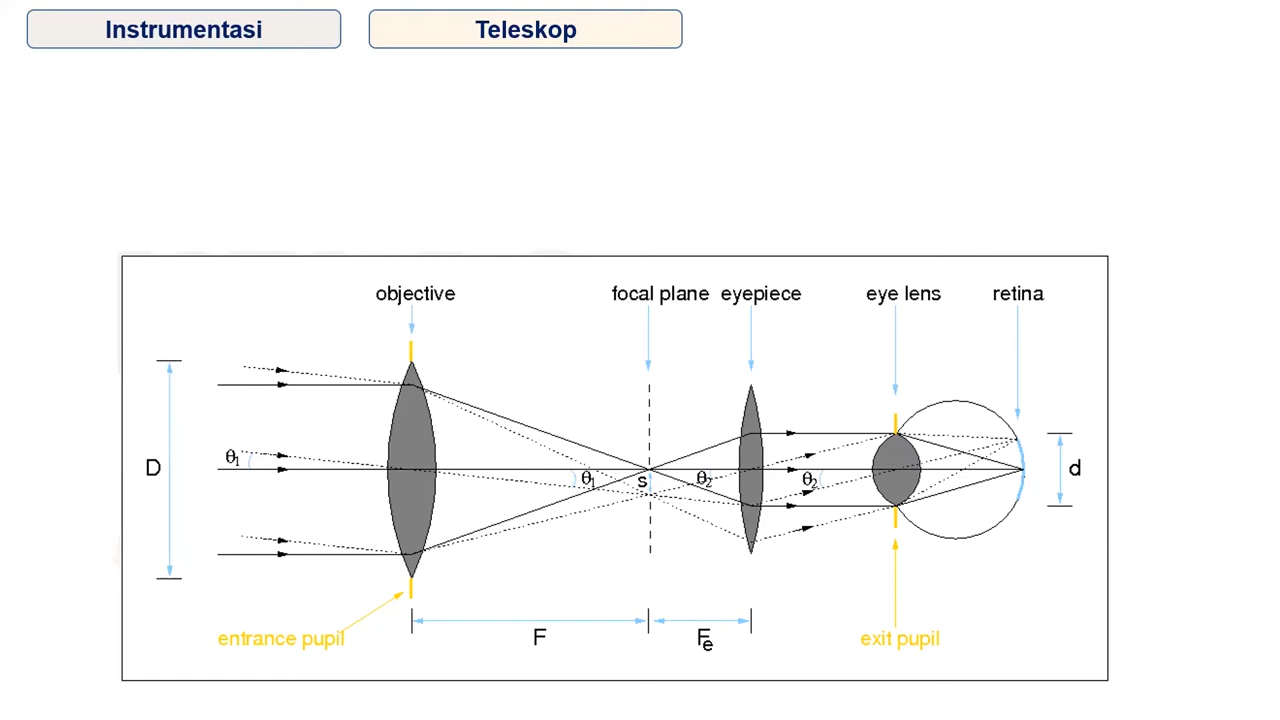 Instrumentasi
Teleskop
objective
focal plane
eyepiece
eye lens
retina
D
θ1
θ1
s
θ2
θ2
d
entrance pupil
F
Fe
exit pupil